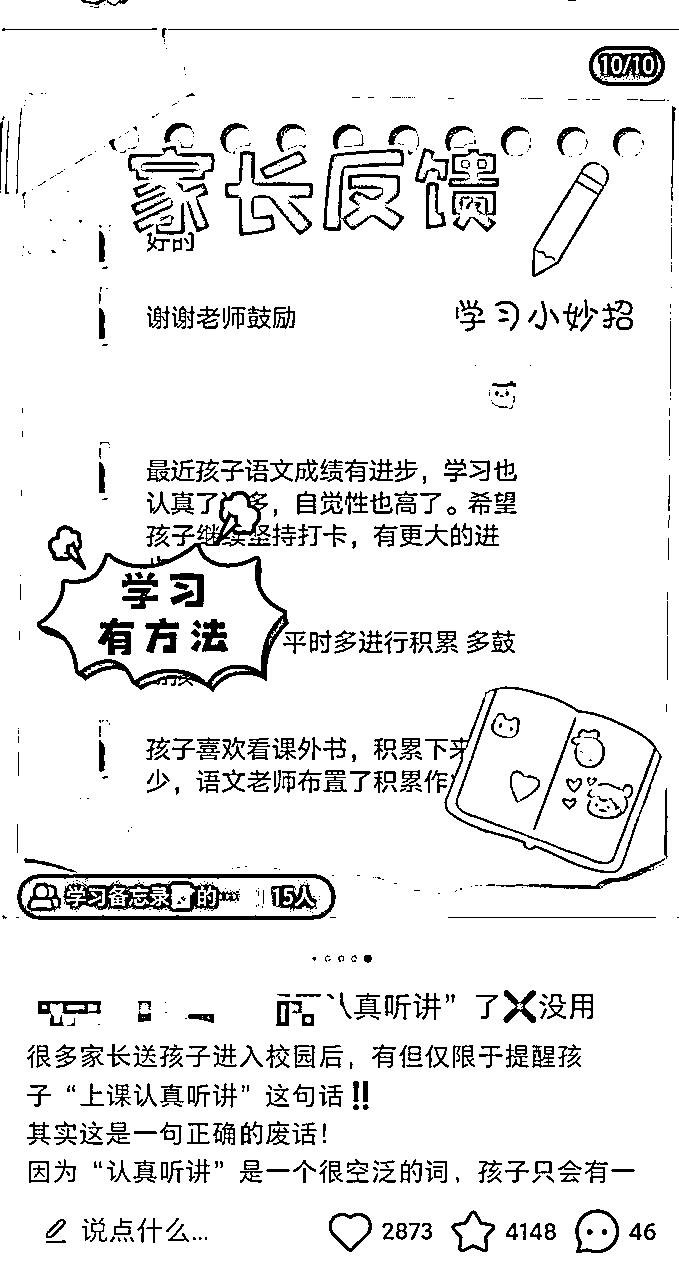 10/10
家长反馈
好的
谢谢老师鼓励
学习小妙招
最近孩子语文成绩有进步，学习也
认真了多，自觉性也高了。希望
孩子继续坚持打卡，有更大的进
学习
有方法
平时多进行积累 多鼓
孩子喜欢看课外书，积累下来
少，语文老师布置了积累作
学习备忘录 的… 15人
认真听讲”了❌没用
很多家长送孩子进入校园后，有但仅限于提醒孩
子“上课认真听讲”这句话‼️
其实这是一句正确的废话！
因为“认真听讲”是一个很空泛的词，孩子只会有一
说点什么... 2873 4148 46